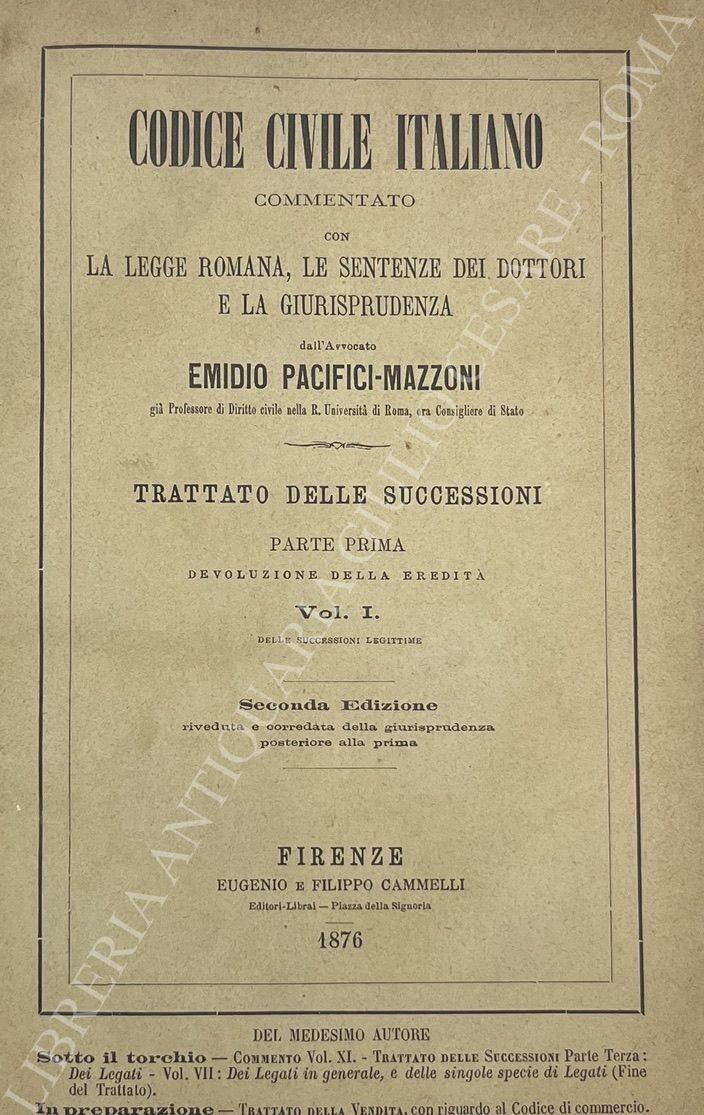 CODICE CIVILE ITALIANO
COMMENTATO
CON
LA LEGGE ROMANA, LE SENTENZE DEI DOTTORI
E LA GIURISPRUDENZA
dall'Avvocato
EMIDIO PACIFICI-MAZZONI
già Professore di Diritto civile nella R. Università di Roma, ora Consigliere di Stato
TRATTATO DELLE SUCCESSIONI
PARTE PRIMA
DEVOLUZIONE DELLA EREDITÀ
Vol. I.
DELLE SUCCESSIONI LEGITTIME
Seconda Edizione
riveduta e corredata della giurisprudenza
posteriore alla prima
FIRENZE
EUGENIO E FILIPPO CAMMELLI
Editori-Librai — Piazza della Signoria
1876
DEL MEDESIMO AUTORE
Sotto il torchio — COMMENTO Vol. XI. - TRATTATO DELLE SUCCESSIONI Parte Terza:
Dei Legati - Vol. VII: Dei Legati in generale, e delle singole specie di Legati (Fine
del Trattato).
In preparazione — TRATTATO DELLA VENDITA, con riguardo al Codice di commercio.
LIBRERIA ANTIQUARIA GIULIO CESARE - ROMA